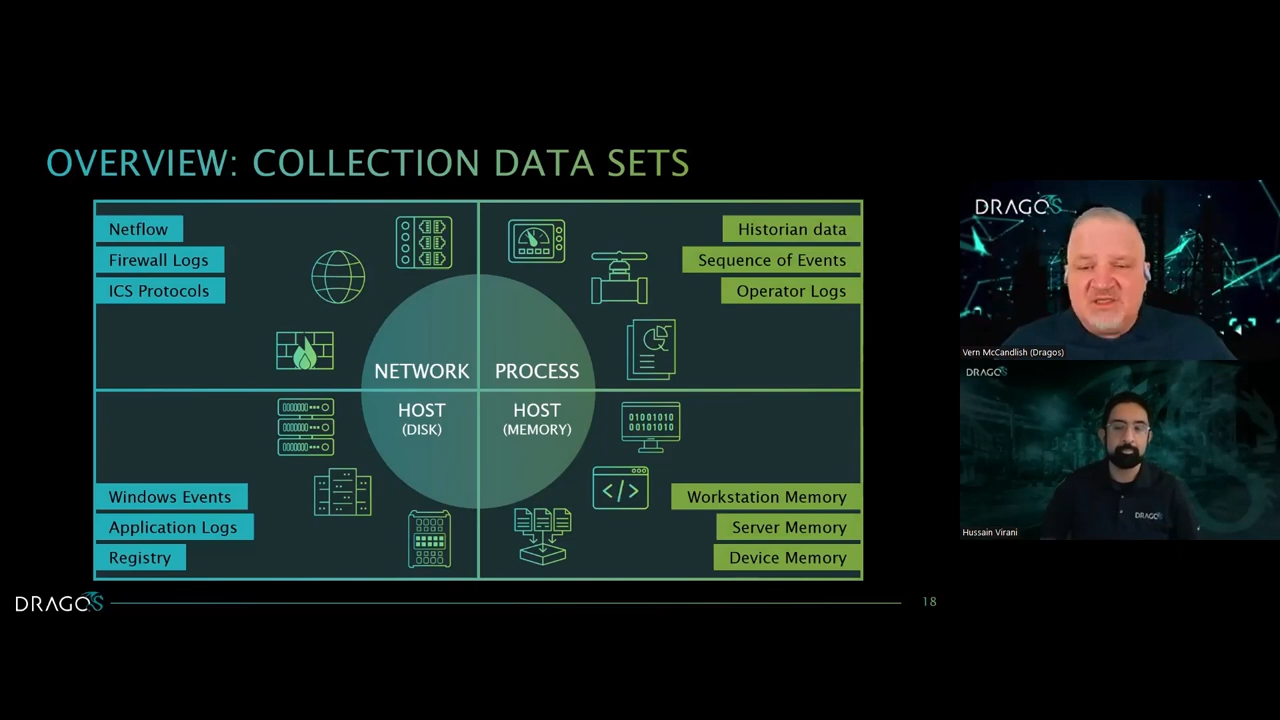 OVERVIEW: COLLECTION DATA SETS
Netflow
Firewall Logs
ICS Protocols
Historian data
Sequence of Events
Operator Logs
NETWORK
PROCESS
HOST
(DISK)
HOST
(MEMORY)
01001010
00101010
</>
Windows Events
Application Logs
Registry
Workstation Memory
Server Memory
Device Memory
DRAGOS
18
DRAGOS
Vern McCandlish (Dragos)
DRAGOS
DRAGOS
Hussain Virani